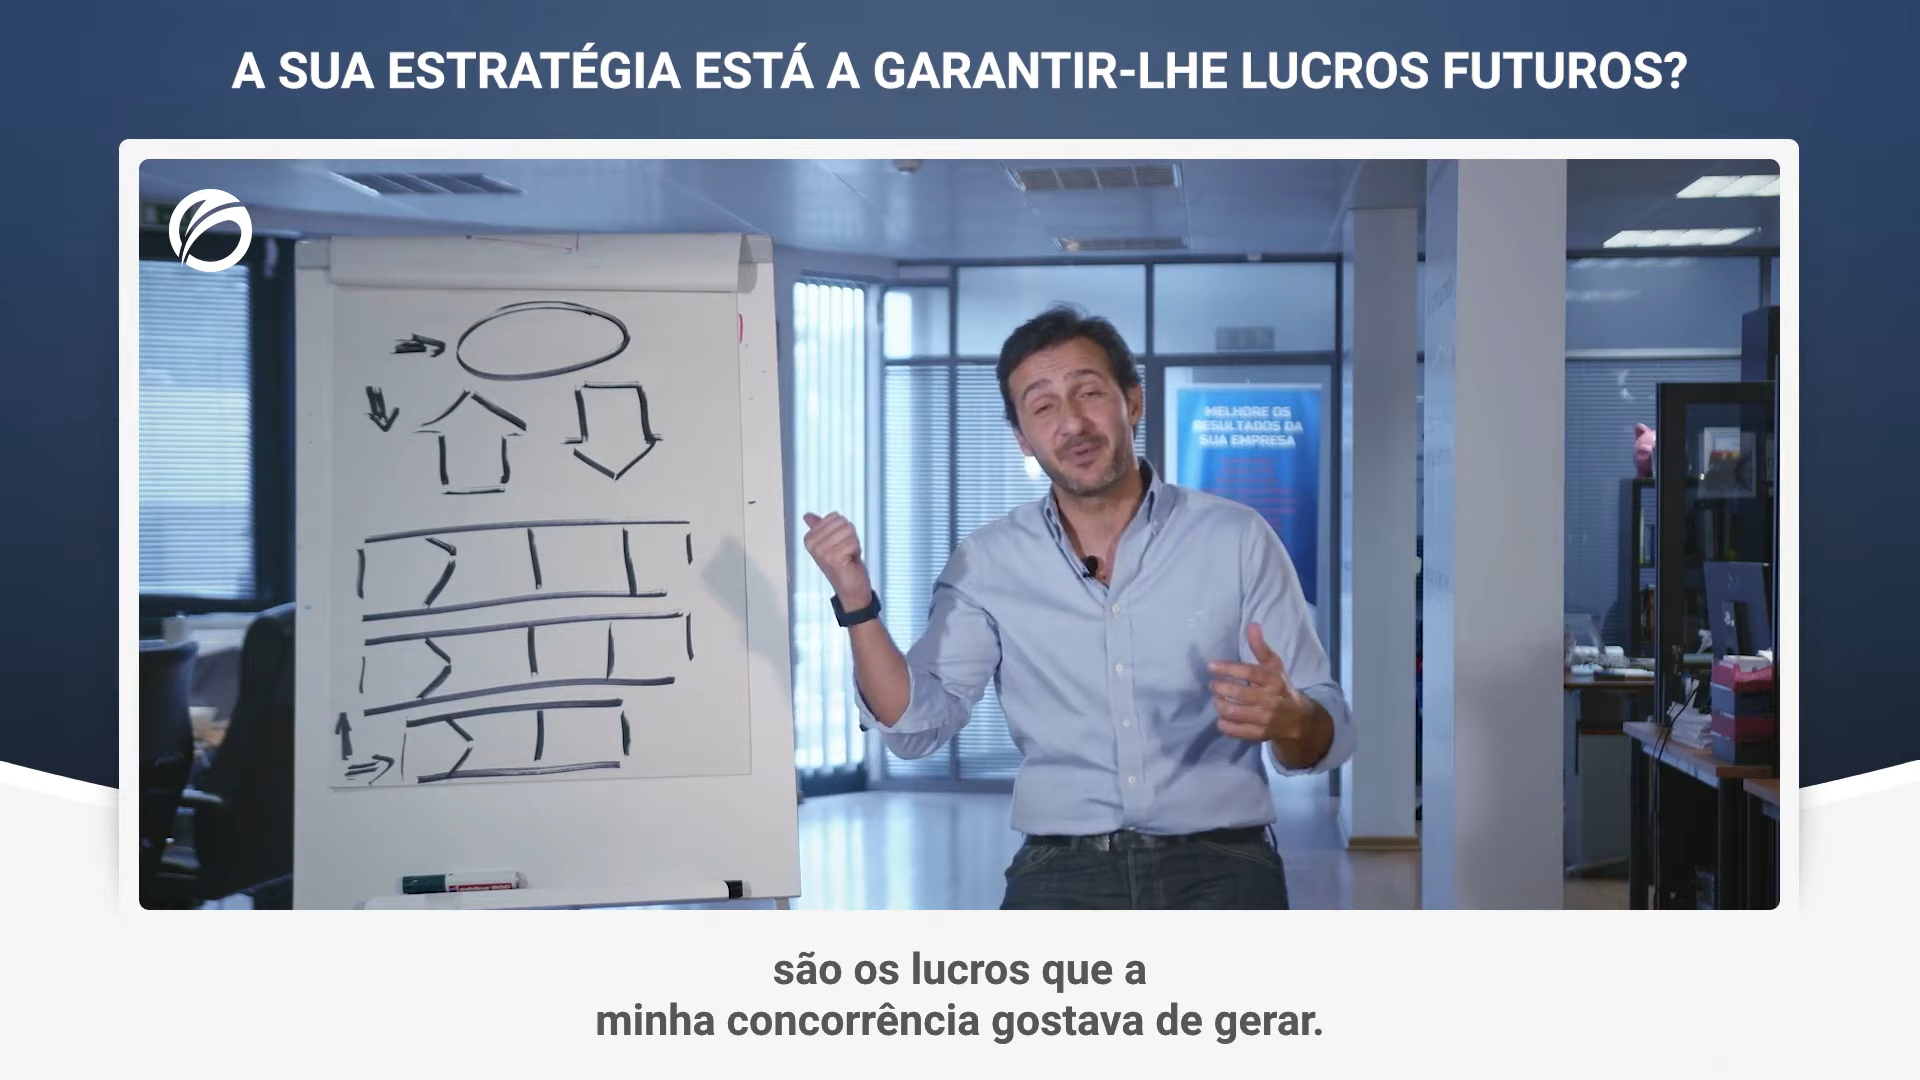 A SUA ESTRATÉGIA ESTÁ A GARANTIR-LHE LUCROS FUTUROS?
MELHORE OS
RESULTADOS DA
SUA EMPRESA
são os lucros que a
minha concorrência gostava de gerar.